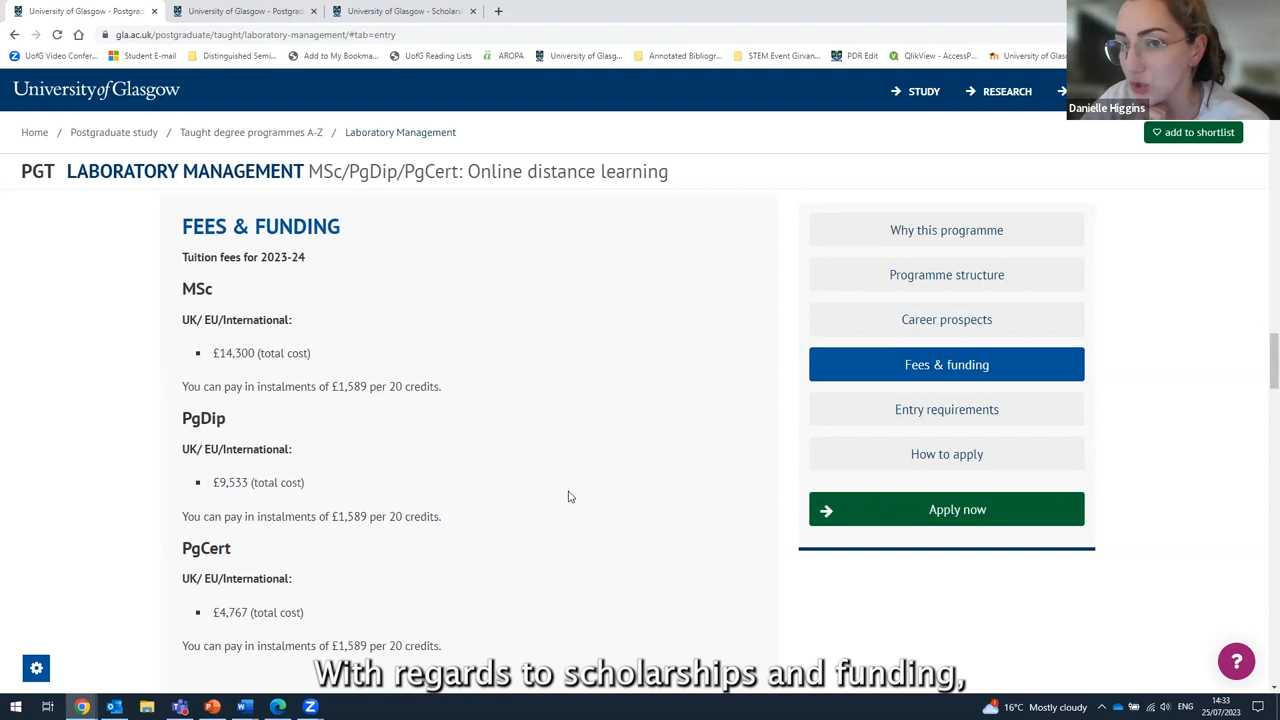 University of Glasgow - Postgrad
University of Glasgow - Postgra
University of Glasgow - Scholars
gla.ac.uk/postgraduate/taught/laboratory-management/#tab=entry
UofG Video Confer...
Student E-mail
Distinguished Semi...
Add to My Bookma...
UofG Reading Lists
AROPA
University of Glasg...
Annotated Bibliogr...
STEM Event Girvan...
PDR Edit
QlikView - AccessP...
University of Glasg
University of Glasgow
STUDY
RESEARCH
Danielle Higgins
Home / Postgraduate study / Taught degree programmes A-Z / Laboratory Management
add to shortlist
PGT LABORATORY MANAGEMENT MSc/PgDip/PgCert: Online distance learning
FEES & FUNDING
Tuition fees for 2023-24
MSc
UK/ EU/International:
£14,300 (total cost)
You can pay in instalments of £1,589 per 20 credits.
PgDip
UK/ EU/International:
£9,533 (total cost)
You can pay in instalments of £1,589 per 20 credits.
PgCert
UK/ EU/International:
£4,767 (total cost)
You can pay in instalments of £1,589 per 20 credits.
Why this programme
Programme structure
Career prospects
Fees & funding
Entry requirements
How to apply
Apply now
With regards to scholarships and funding,
?
16°C Mostly cloudy
ENG
14:33
25/07/2023